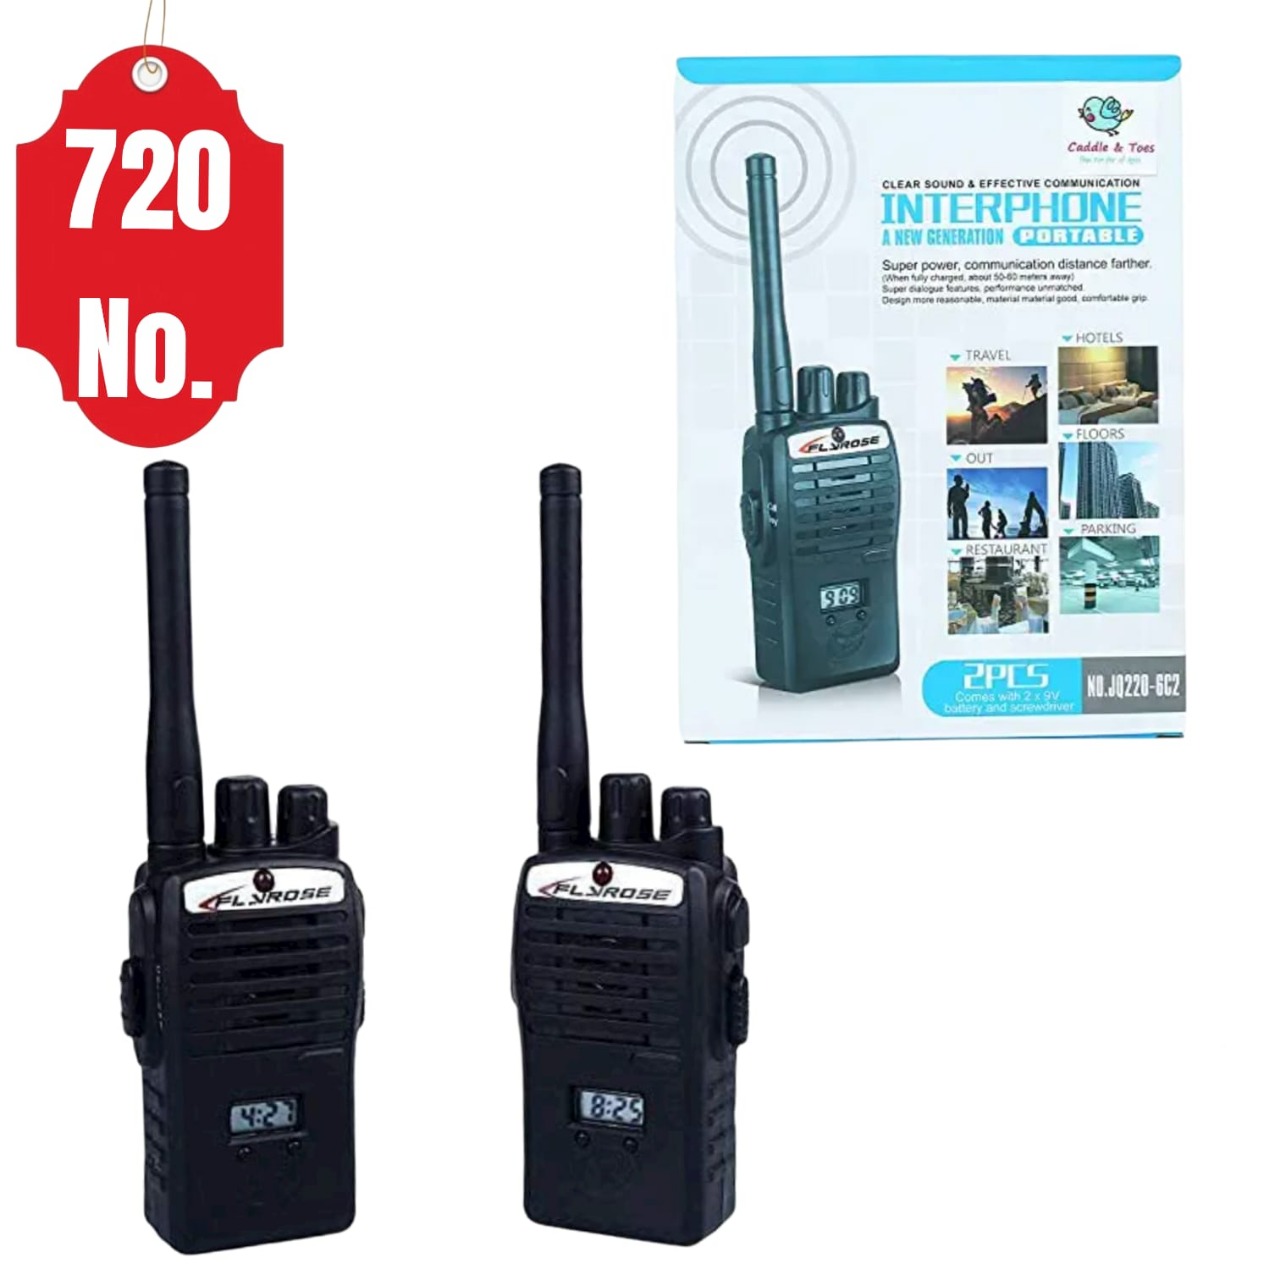 720
No.
Caddle & Toes
CLEAR SOUND & EFFECTIVE COMMUNICATION
INTERPHONE
A NEW GENERATION PORTABLE
Super power, communication distance farther.
(When fully charged, about 50-60 meters away)
Super dialogue features, performance unmatched
Design more reasonable, material material good, comfortable grip.
HOTELS
TRAVEL
FLOORS
OUT
PARKING
RESTAURANT
FLYROSE
909
2PCS
Comes with 2 x 9V
battery and screwdriver
NO.JQ220-6C2
FLYROSE
4:27
FLYROSE
8:25